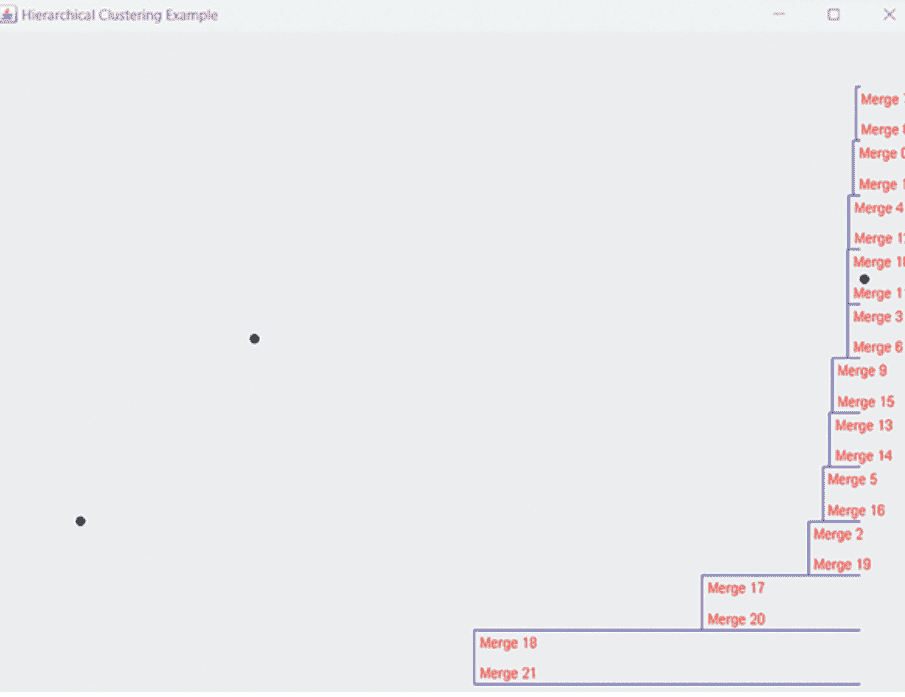 Hierarchical Clustering Example
Merge
Merge
Merge
Merge
Merge 4
Merge
Merge
Merge
Merge 3
Merge 6
Merge 9
Merge 15
Merge 13
Merge 14
Merge 5
Merge 16
Merge 2
Merge 19
Merge 17
Merge 20
Merge 18
Merge 21